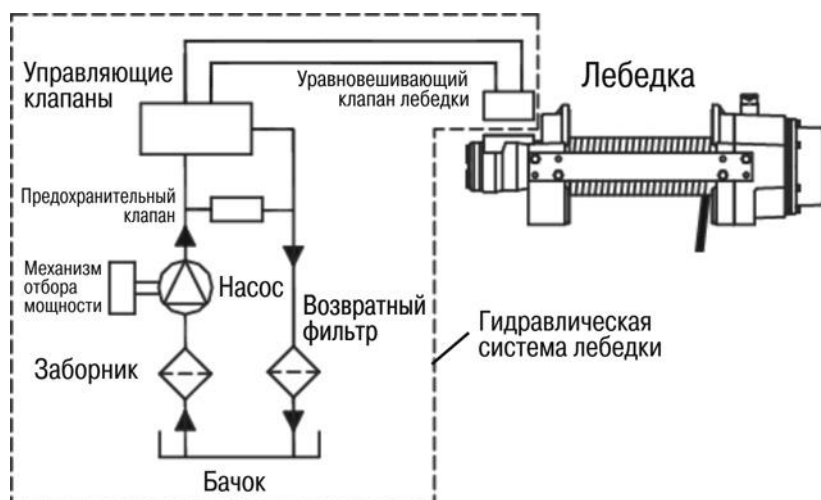 Управляющие
клапаны
Уравновешивающий
клапан лебедки
Лебедка
Предохранительный
клапан
Механизм
отбора
мощности
Насос
Возвратный
фильтр
Гидравлическая
система лебедки
Заборник
Бачок